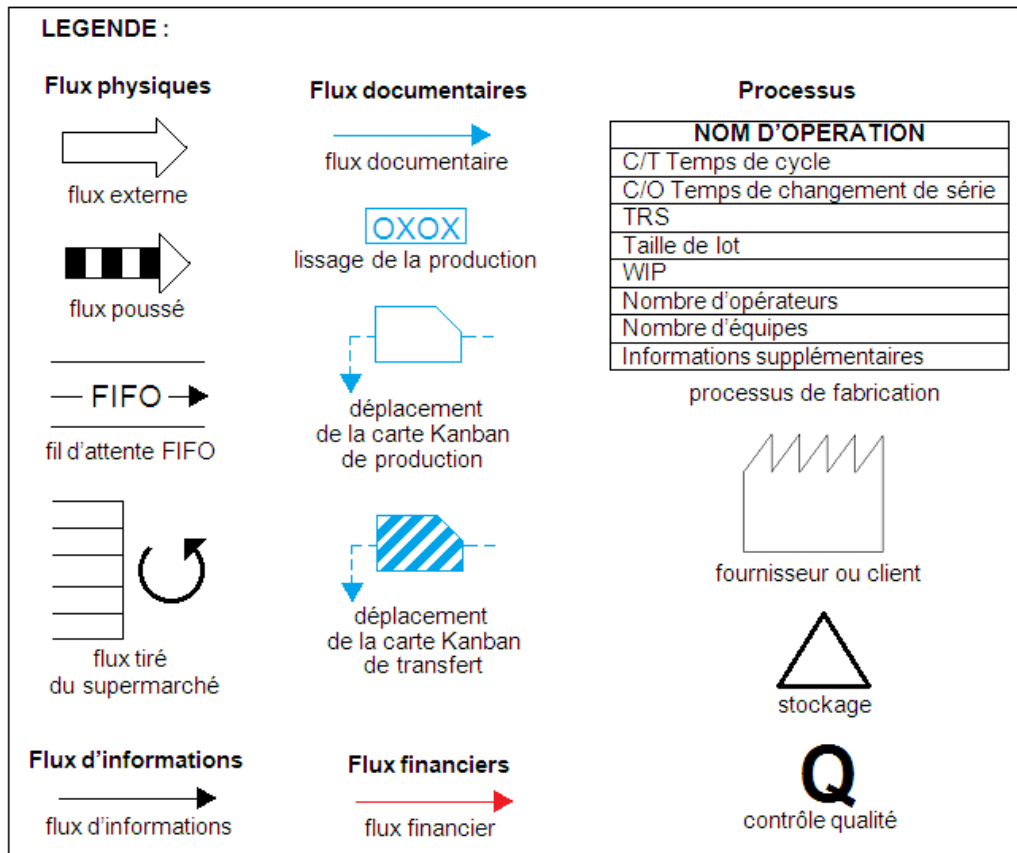 LEGENDE :
Flux physiques
flux externe
flux poussé
FIFO
fil d'attente FIFO
flux tiré
du supermarché
Flux d'informations
flux d'informations
Flux documentaires
flux documentaire
OXOX
lissage de la production
déplacement
de la carte Kanban
de production
déplacement
de la carte Kanban
de transfert
Flux financiers
flux financier
Processus
NOM D'OPERATION
C/T Temps de cycle
C/O Temps de changement de série
TRS
Taille de lot
WIP
Nombre d'opérateurs
Nombre d'équipes
Informations supplémentaires
processus de fabrication
fournisseur ou client
stockage
Q
contrôle qualité